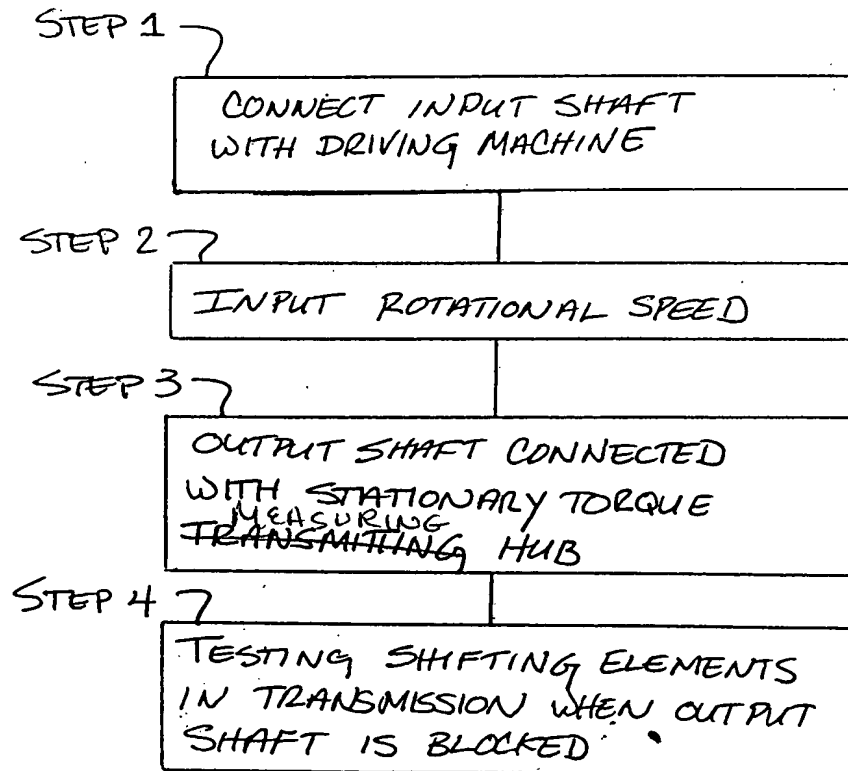 STEP 1
CONNECT INPUT SHAFT
WITH DRIVING MACHINE
STEP 2
INPUT ROTATIONAL SPEED
STEP 3
OUTPUT SHAFT CONNECTED
WITH STATIONARY TORQUE
MEASURING
TRANSMITTING HUB
STEP 4
TESTING SHIFTING ELEMENTS
IN TRANSMISSION WHEN OUTPUT
SHAFT IS BLOCKED.